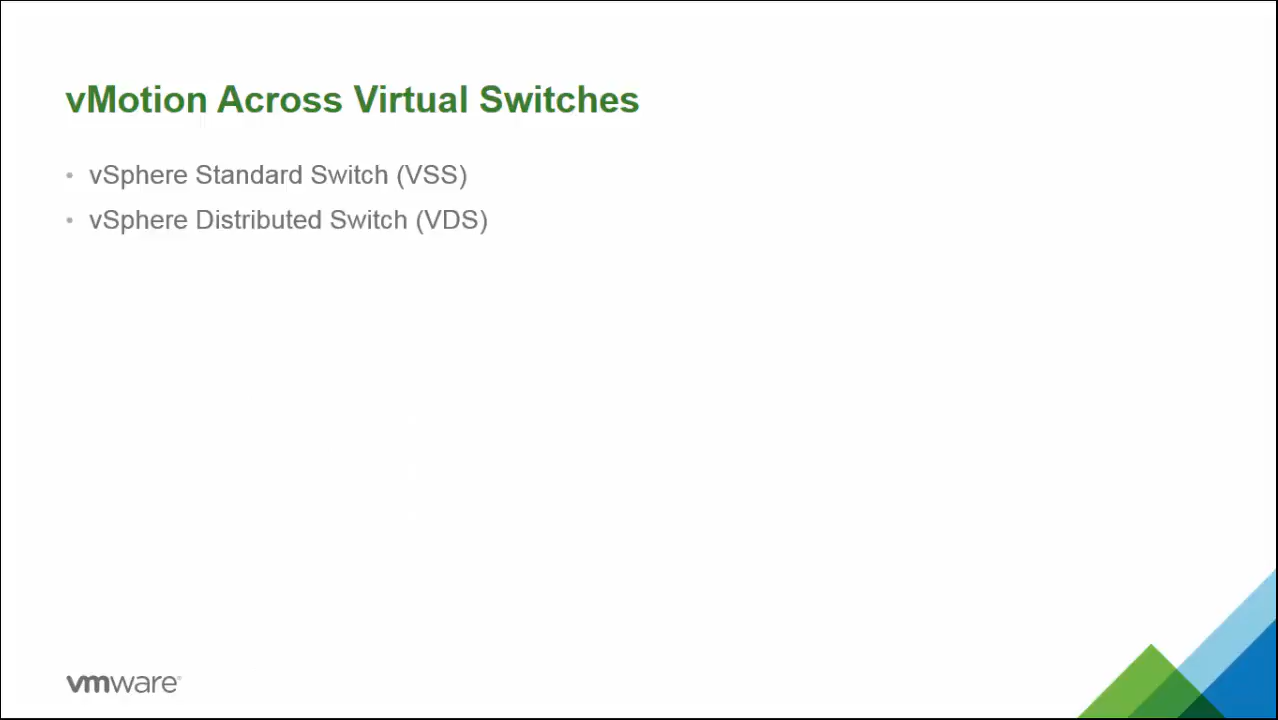 vMotion Across Virtual Switches
• vSphere Standard Switch (VSS)
• vSphere Distributed Switch (VDS)
vmware®